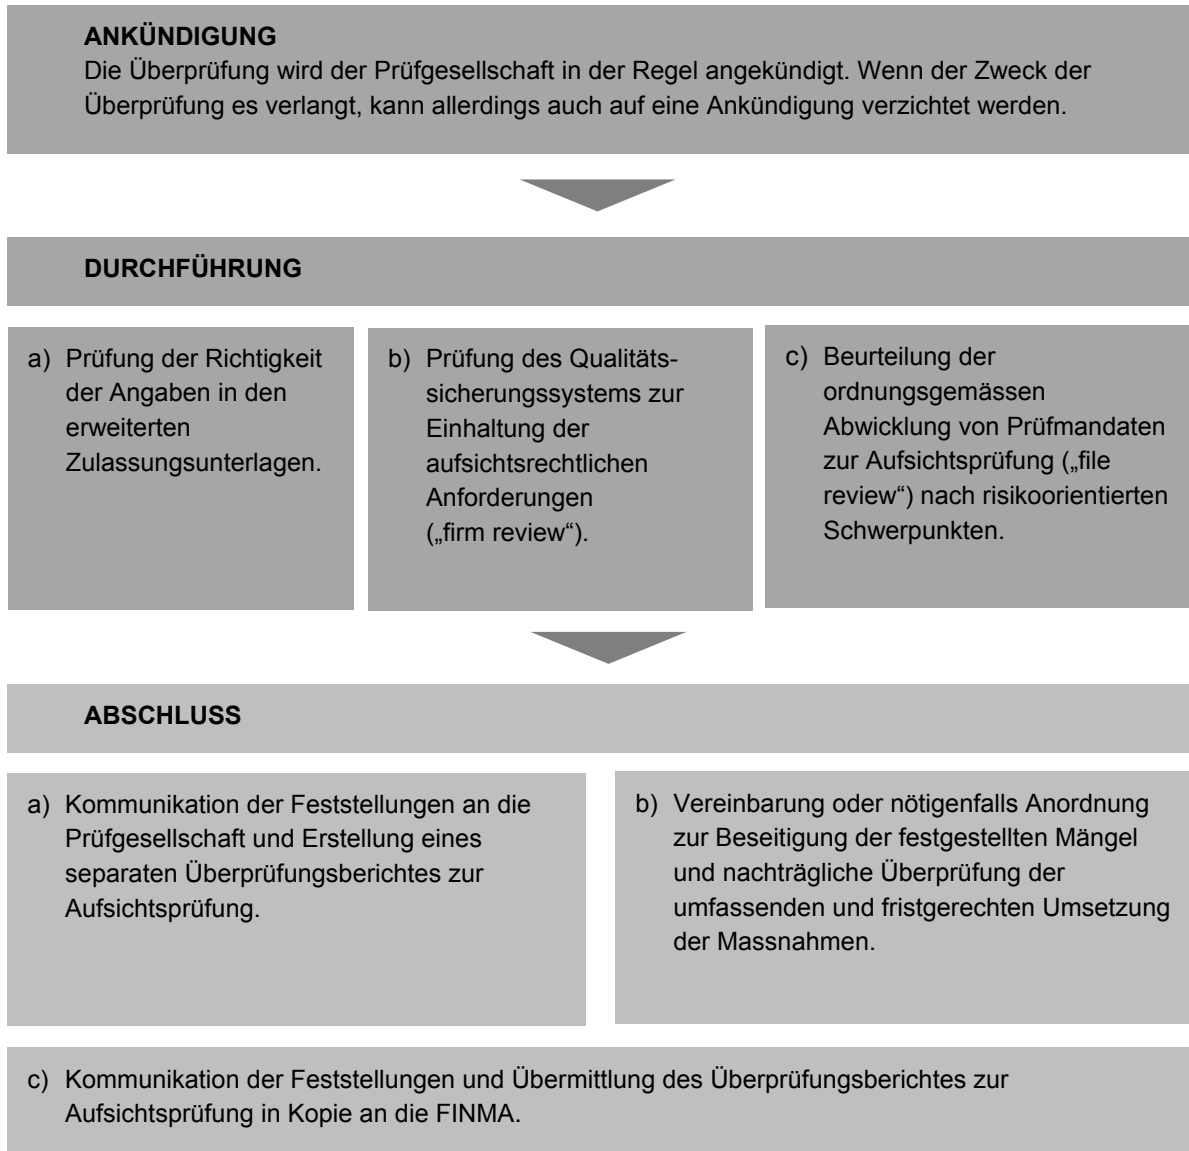 ANKÜNDIGUNG
Die Überprüfung wird der Prüfgesellschaft in der Regel angekündigt. Wenn der Zweck der
Überprüfung es verlangt, kann allerdings auch auf eine Ankündigung verzichtet werden.
DURCHFÜHRUNG
a) Prüfung der Richtigkeit
der Angaben in den
erweiterten
Zulassungsunterlagen.
b) Prüfung des Qualitäts-
sicherungssystems zur
Einhaltung der
aufsichtsrechtlichen
Anforderungen
(„firm review“).
c) Beurteilung der
ordnungsgemässen
Abwicklung von Prüfmandaten
zur Aufsichtsprüfung („file
review“) nach risikoorientierten
Schwerpunkten.
ABSCHLUSS
a) Kommunikation der Feststellungen an die
Prüfgesellschaft und Erstellung eines
separaten Überprüfungsberichtes zur
Aufsichtsprüfung.
b) Vereinbarung oder nötigenfalls Anordnung
zur Beseitigung der festgestellten Mängel
und nachträgliche Überprüfung der
umfassenden und fristgerechten Umsetzung
der Massnahmen.
c) Kommunikation der Feststellungen und Übermittlung des Überprüfungsberichtes zur
Aufsichtsprüfung in Kopie an die FINMA.